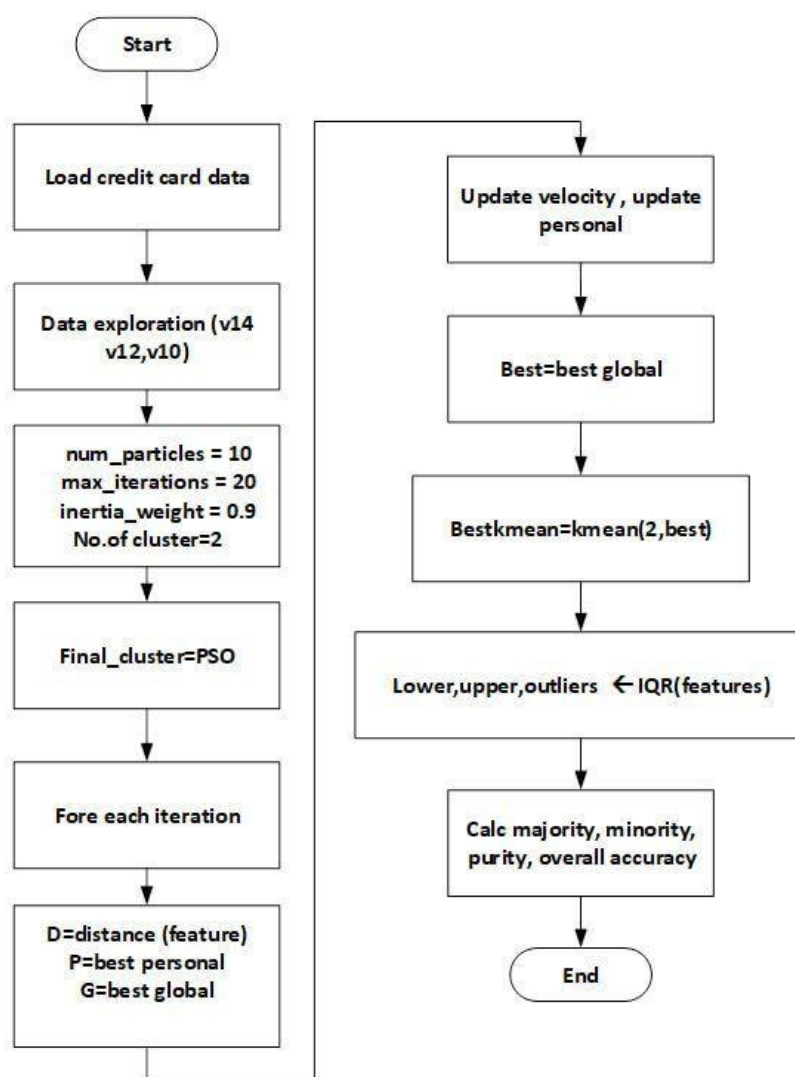 Start
Load credit card data
Data exploration (v14
v12,v10)
num_particles = 10
max_iterations = 20
inertia_weight = 0.9
No.of cluster=2
Final_cluster=PSO
Fore each iteration
D=distance (feature)
P=best personal
G=best global
Update velocity , update
personal
Best=best global
Bestkmean=kmean(2,best)
Lower,upper,outliers ←IQR(features)
Calc majority, minority,
purity, overall accuracy
End